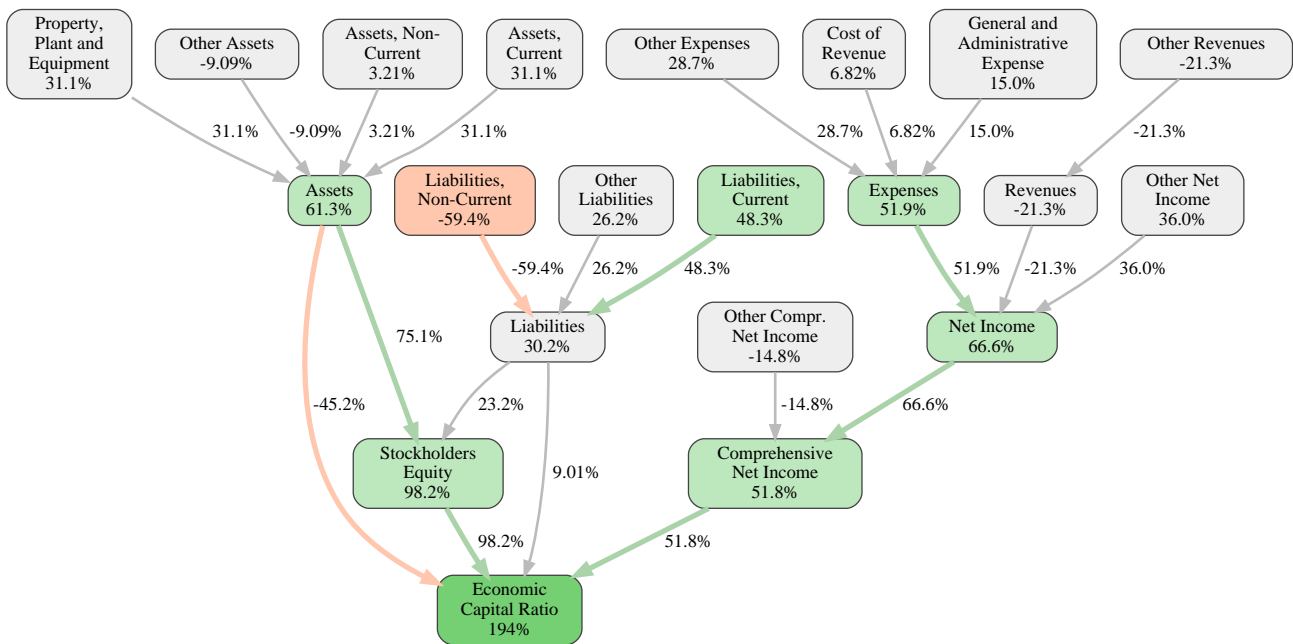 Property,
Plant and
Equipment
31.1%
Other Assets
-9.09%
Assets, Non-
Current
3.21%
Assets,
Current
31.1%
Other Expenses
28.7%
Cost of
Revenue
6.82%
General and
Administrative
Expense
15.0%
Other Revenues
-21.3%
31.1%
-9.09%
3.21%
31.1%
28.7%
6.82%
15.0%
-21.3%
Assets
61.3%
Liabilities,
Non-Current
-59.4%
Other
Liabilities
26.2%
Liabilities,
Current
48.3%
Expenses
51.9%
Revenues
-21.3%
Other Net
Income
36.0%
-59.4%
26.2%
48.3%
51.9%
-21.3%
36.0%
75.1%
Liabilities
30.2%
Other Compr.
Net Income
-14.8%
Net Income
66.6%
-45.2%
23.2%
-14.8%
66.6%
Stockholders
Equity
98.2%
9.01%
Comprehensive
Net Income
51.8%
98.2%
51.8%
Economic
Capital Ratio
194%